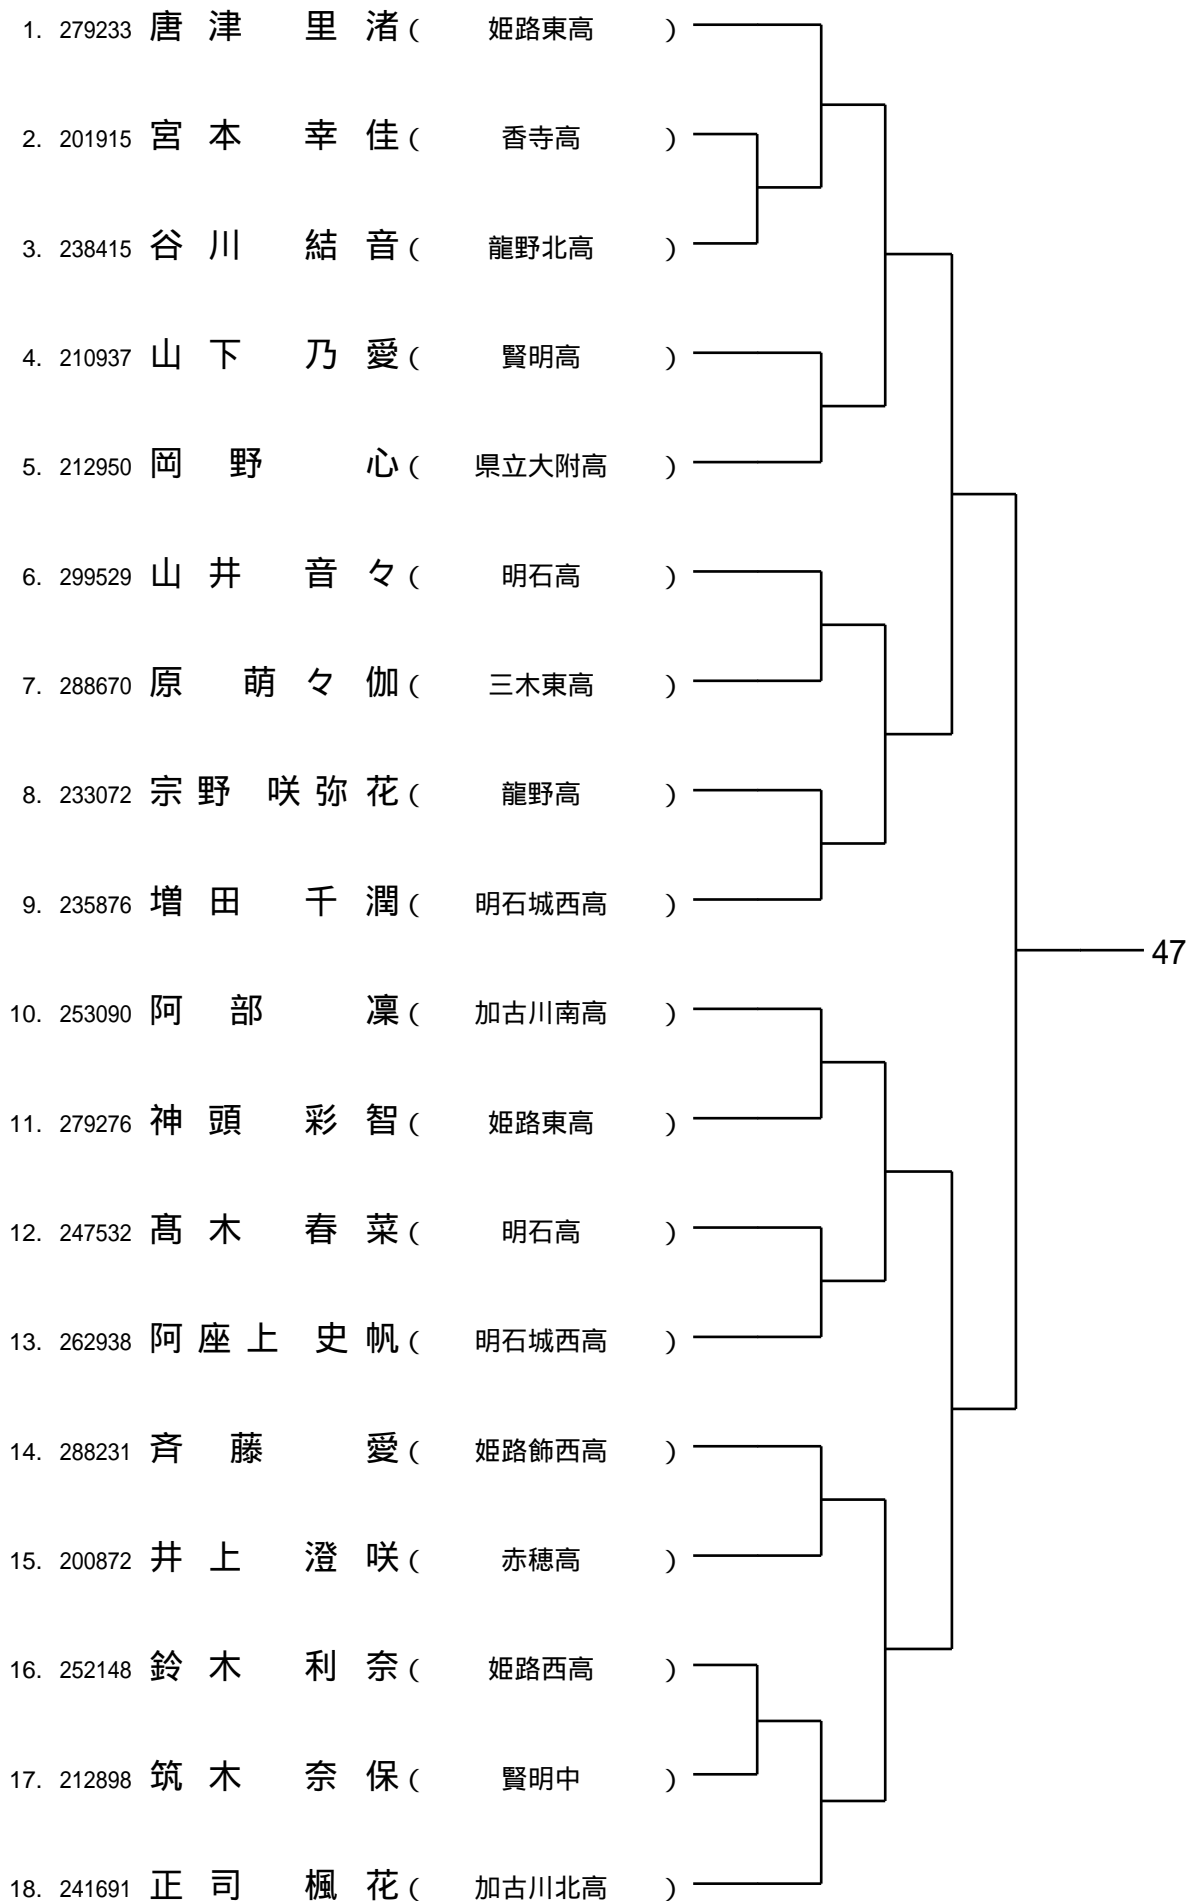 1. 279233 唐津 里渚 ( 姫路東高 )
2. 201915 宮本 幸佳 ( 香寺高 )
3. 238415 谷川 結音 ( 龍野北高 )
4. 210937 山下 乃愛 ( 賢明高 )
5. 212950 岡野 心 ( 県立大附高 )
6. 299529 山井 音々 ( 明石高 )
7. 288670 原 萌々伽 ( 三木東高 )
8. 233072 宗野 咲弥花 ( 龍野高 )
9. 235876 増田 千潤 ( 明石城西高 )
47
10. 253090 阿部 凜 ( 加古川南高 )
11. 279276 神頭 彩智 ( 姫路東高 )
12. 247532 髙木 春菜 ( 明石高 )
13. 262938 阿座上 史帆 ( 明石城西高 )
14. 288231 斉藤 愛 ( 姫路飾西高 )
15. 200872 井上 澄咲 ( 赤穂高 )
16. 252148 鈴木 利奈 ( 姫路西高 )
17. 212898 筑木 奈保 ( 賢明中 )
18. 241691 正司 楓花 ( 加古川北高 )